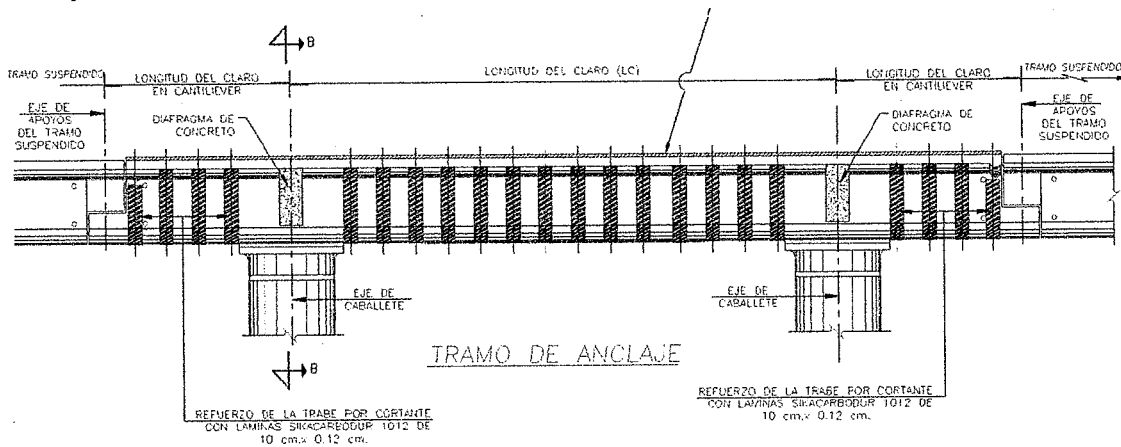 B
TRAMO SUSPENDIDO
LONGITUD DEL CLARO
EN CANTILIEVER
LONGITUD DEL CLARO (LC)
LONGITUD DEL CLARO
EN CANTILIEVER
TRAMO SUSPENDIDO
EJE DE
APOYOS
DEL TRAMO
SUSPENDIDO
DIAFRAGMA DE
CONCRETO
DIAFRAGMA DE
CONCRETO
EJE DE
APOYOS
DEL TRAMO
SUSPENDIDO
EJE DE
CABALLETE
EJE DE
CABALLETE
TRAMO DE ANCLAJE
B
REFUERZO DE LA TRABE POR CORTANTE
CON LAMINAS SIKACARBODUR 1012 DE
10 cm.x 0.12 cm.
REFUERZO DE LA TRABE POR CORTANTE
CON LAMINAS SIKACARBODUR 1012 DE
10 cm.x 0.12 cm.